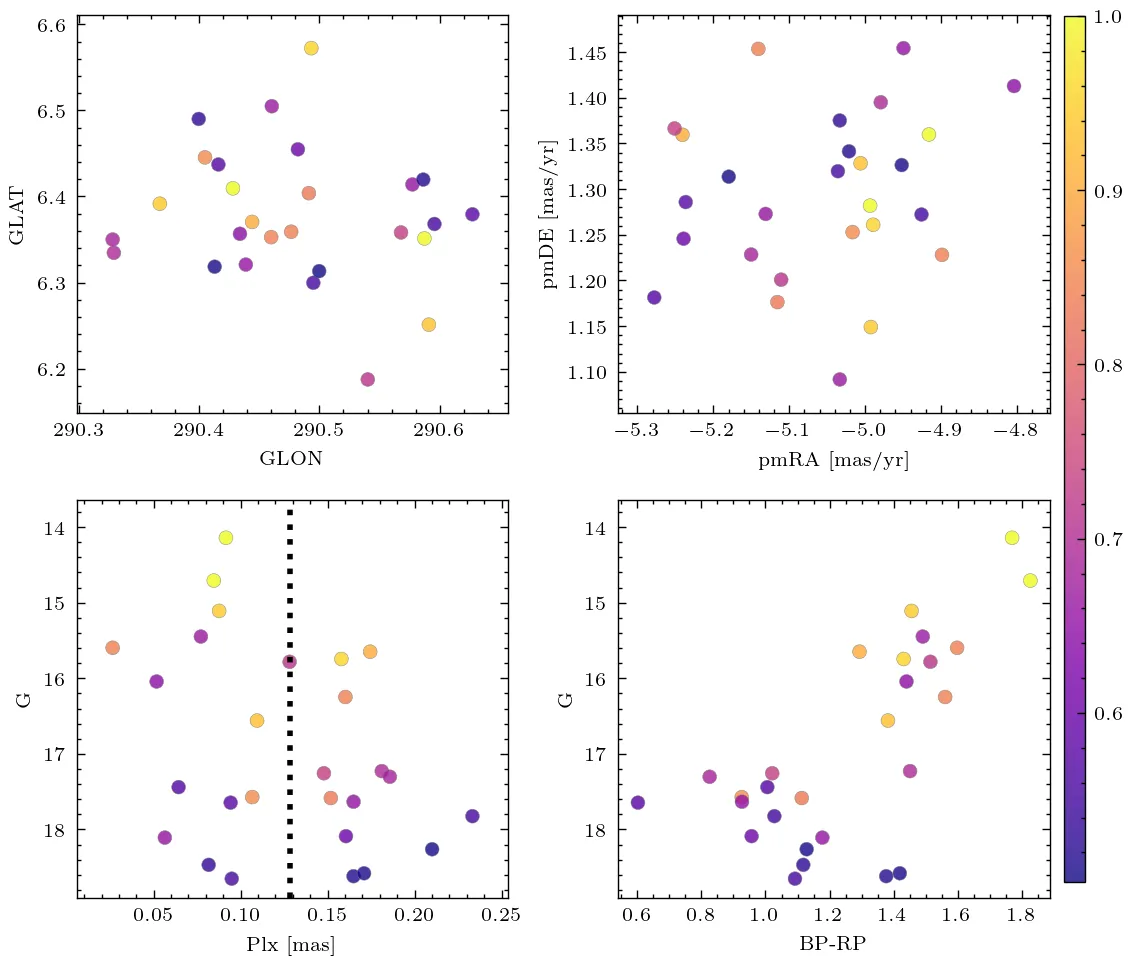 6.6
6.5
6.4
6.3
6.2
GLAT
290.3 290.4 290.5 290.6
GLON
1.45
1.40
1.35
1.30
1.25
1.20
1.15
1.10
pmDE [mas/yr]
−5.3 −5.2 −5.1 −5.0 −4.9 −4.8
pmRA [mas/yr]
1.0
0.9
0.8
0.7
0.6
14
15
16
17
18
G
0.05 0.10 0.15 0.20 0.25
Plx [mas]
14
15
16
17
18
G
0.6 0.8 1.0 1.2 1.4 1.6 1.8
BP-RP